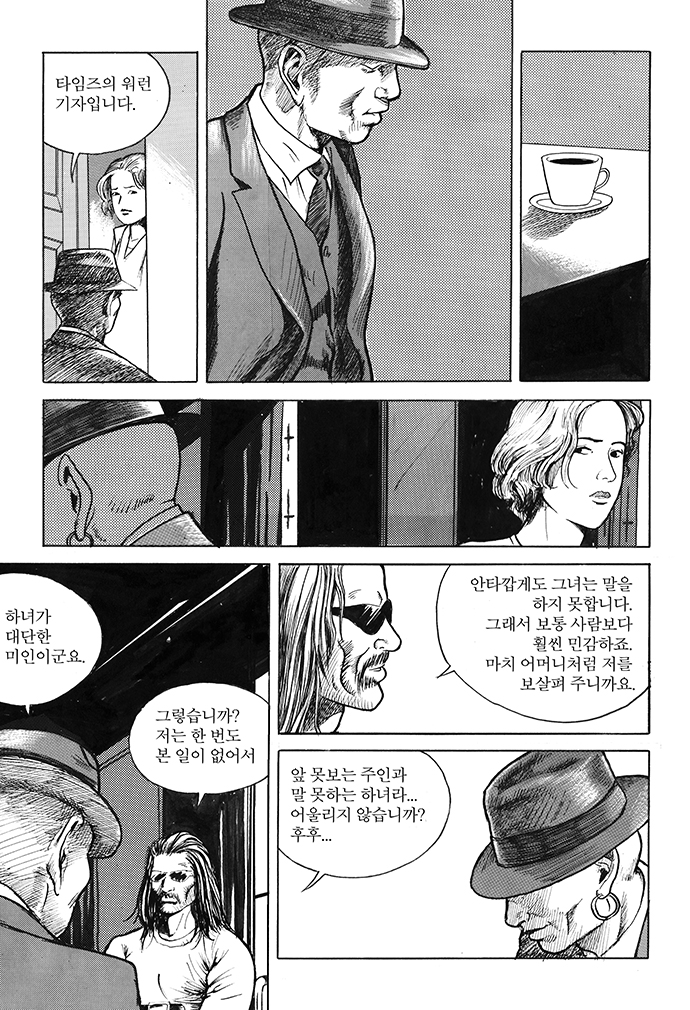 타임즈의 워런
기자입니다.
하녀가
대단한
미인이군요.
그렇습니까?
저는 한 번도
본 일이 없어서
안타깝게도 그녀는 말을
하지 못합니다.
그래서 보통 사람보다
훨씬 민감하죠.
마치 어머니처럼 저를
보살펴 주니까요.
앞 못보는 주인과
말 못하는 하녀라...
어울리지 않습니까?
후후...